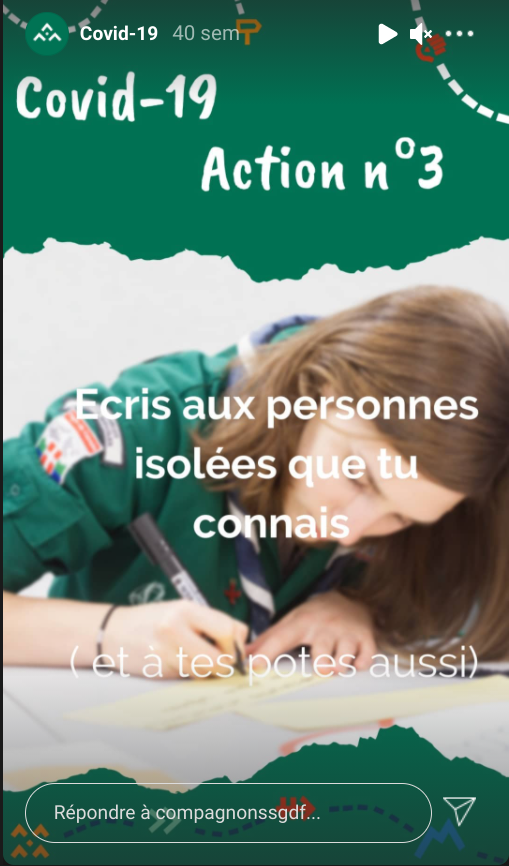 Covid-19 40 sem
Covid-19
Action n°3
Ecris aux personnes
isolées que tu
connais
( et à tes potes aussi)
Répondre à compagnonssgdf...